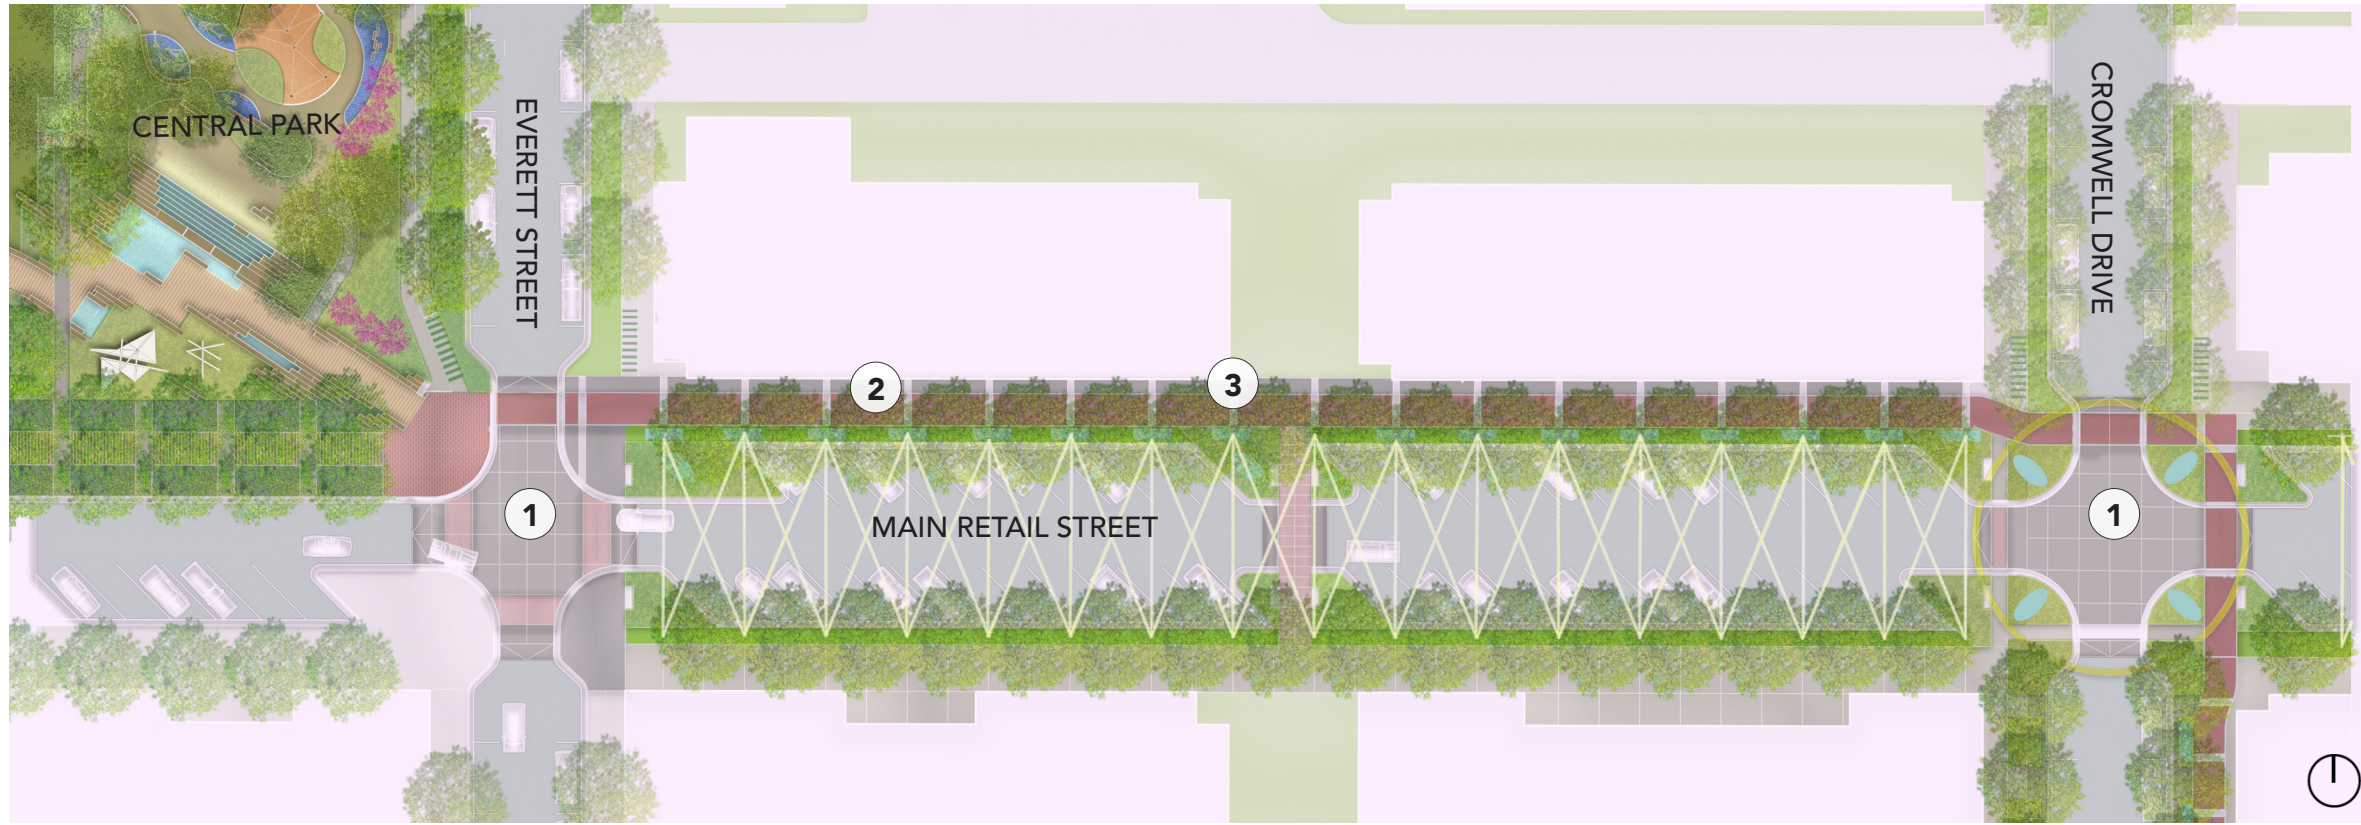 CENTRAL PARK
EVERETT STREET
CROMWELL DRIVE
2
3
1
MAIN RETAIL STREET
1